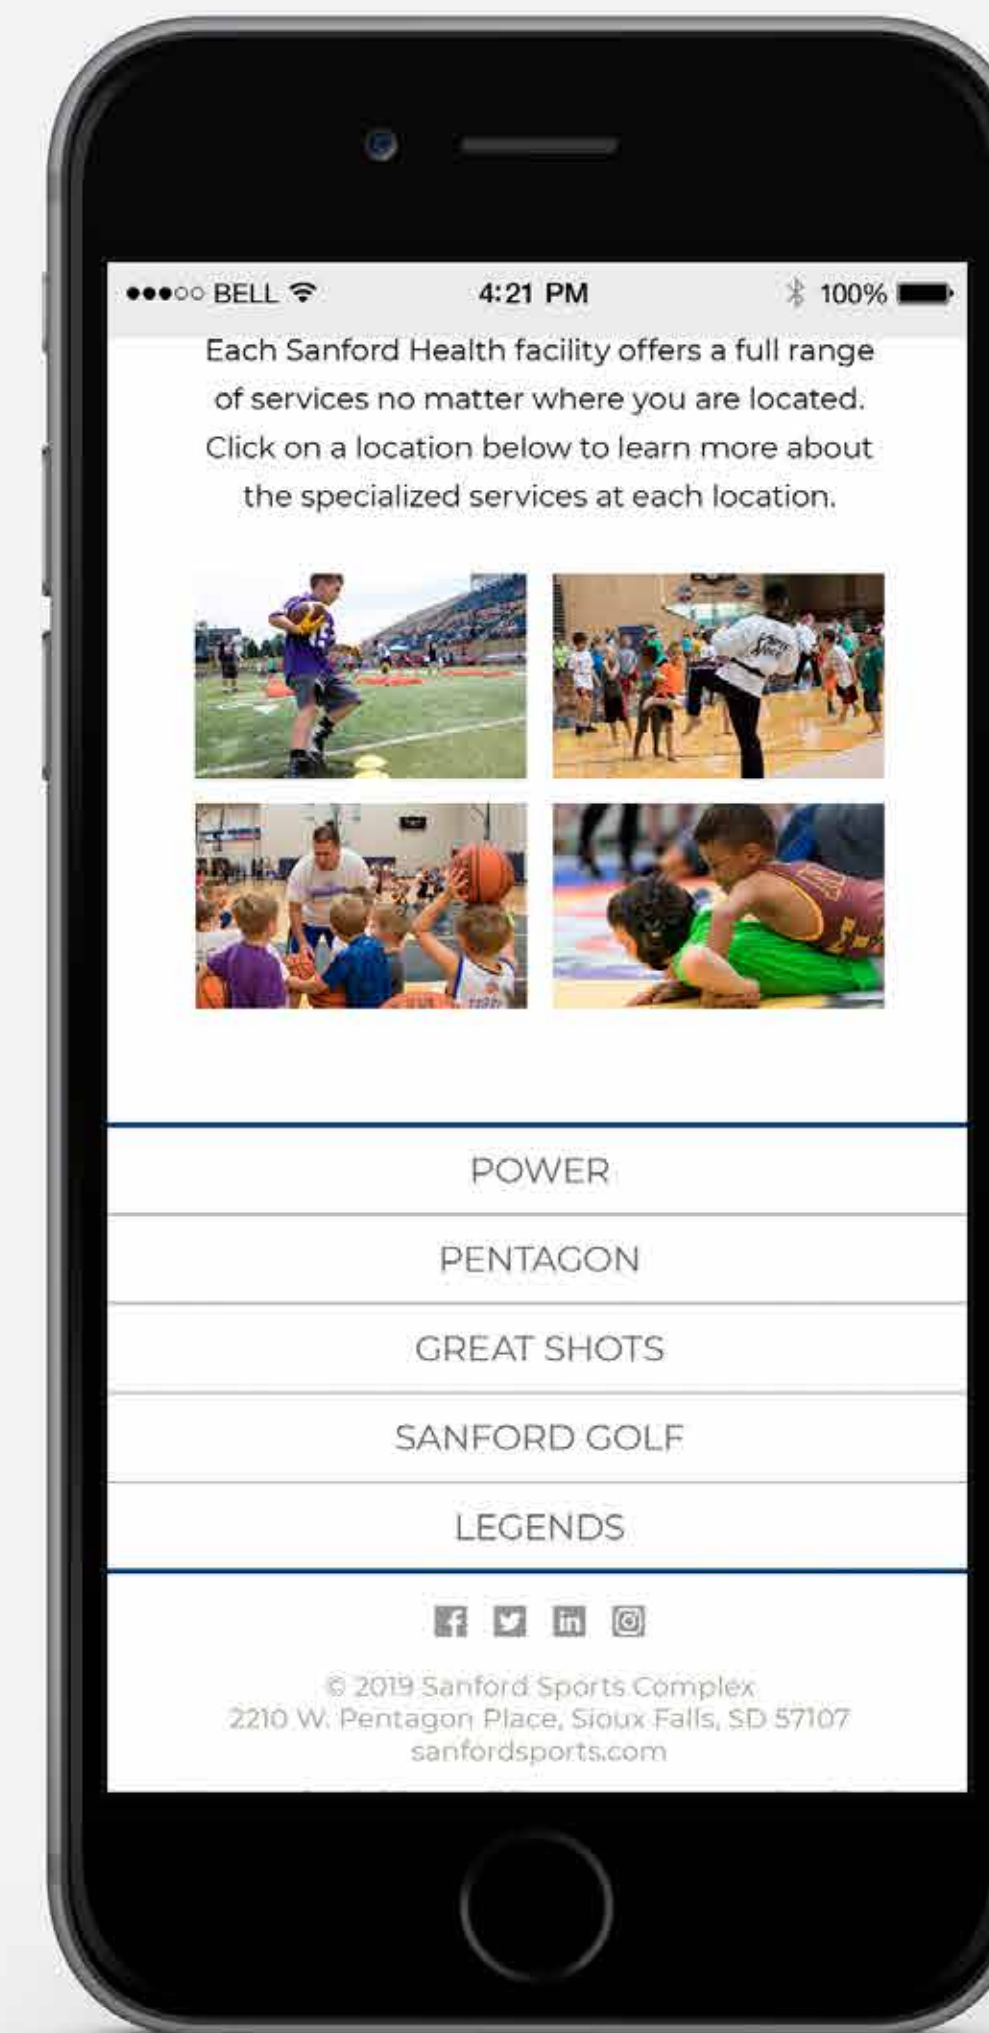 BELL 4:21 PM 100%
Each Sanford Health facility offers a full range
of services no matter where you are located.
Click on a location below to learn more about
the specialized services at each location.
POWER
PENTAGON
GREAT SHOTS
SANFORD GOLF
LEGENDS
© 2019 Sanford Sports Complex
2210 W. Pentagon Place, Sioux Falls, SD 57107
sanfordsports.com